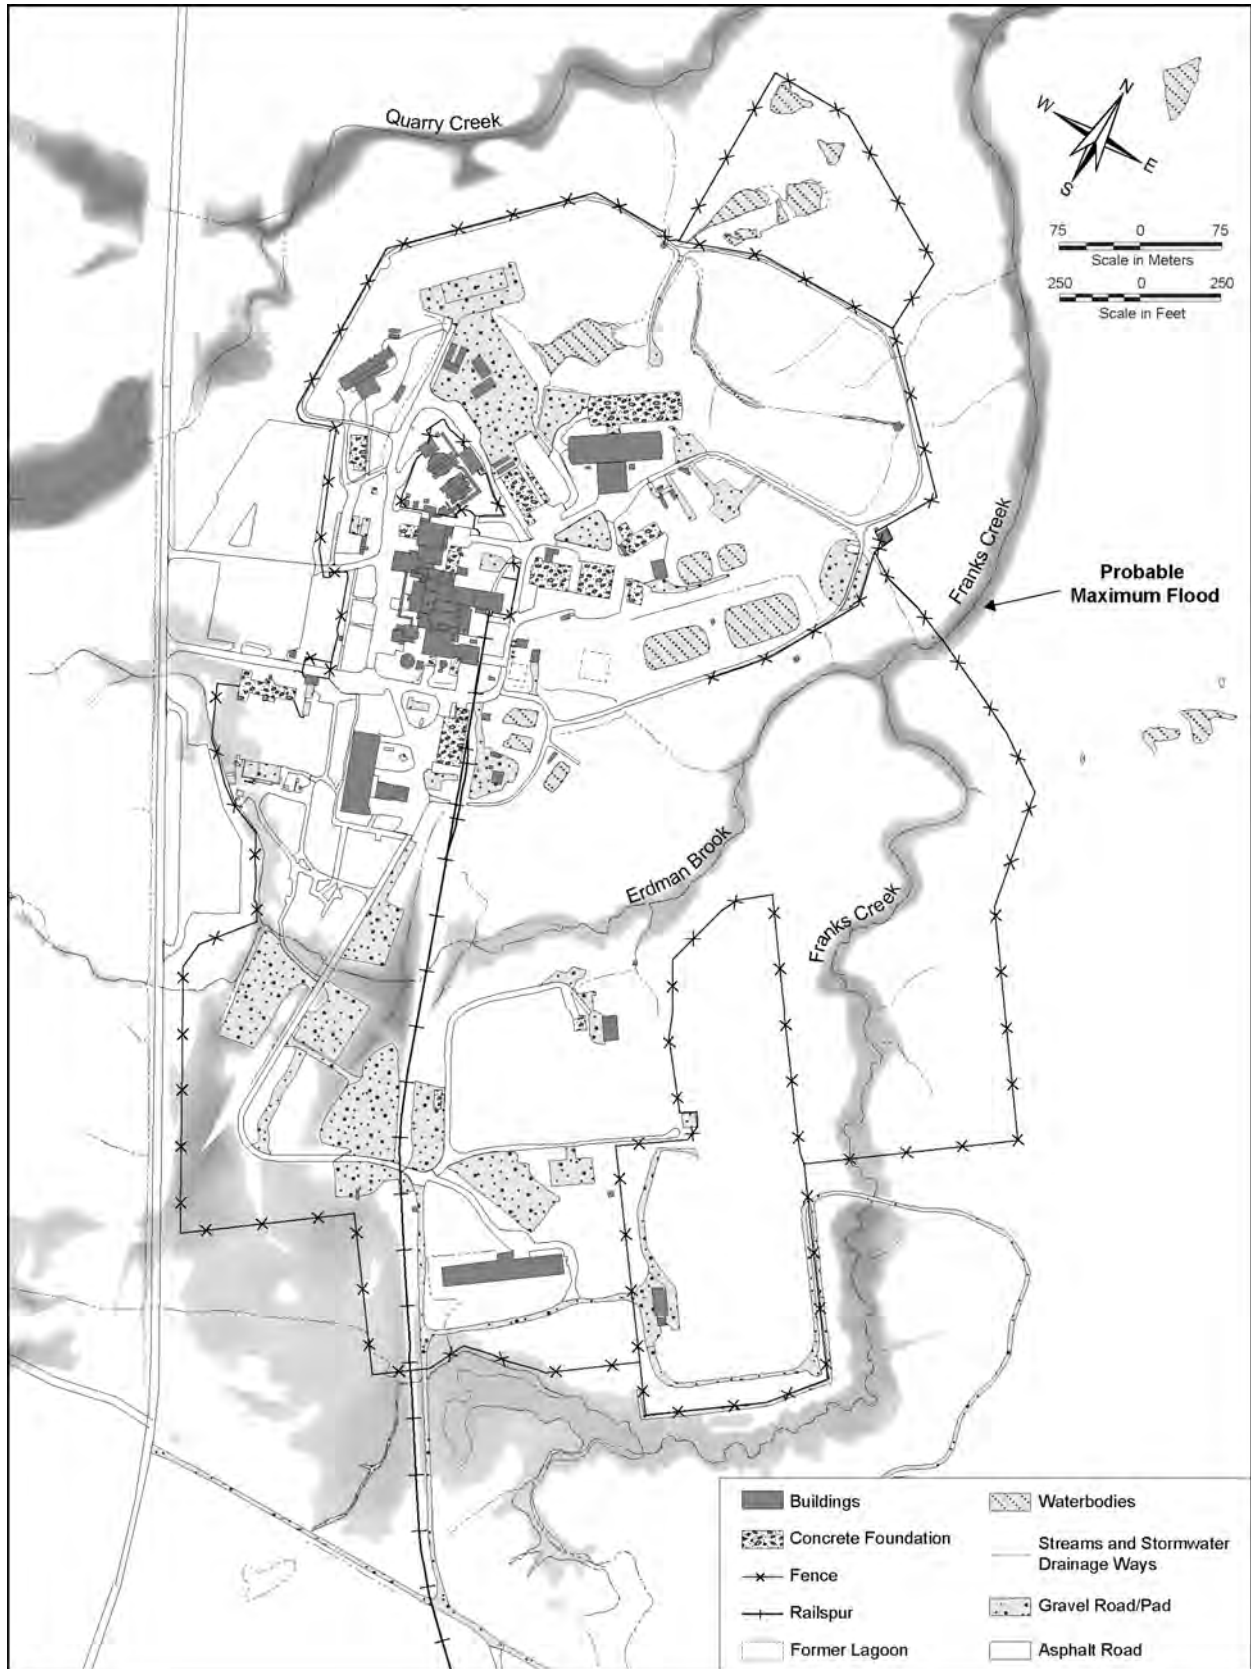 Quarry Creek
N
W
E
S
75 0 75
Scale in Meters
250 0 250
Scale in Feet
Franks Creek
Probable
Maximum Flood
Erdman Brook
Franks Creek
Buildings
Concrete Foundation
Fence
Railspur
Former Lagoon
Waterbodies
Streams and Stormwater
Drainage Ways
Gravel Road/Pad
Asphalt Road